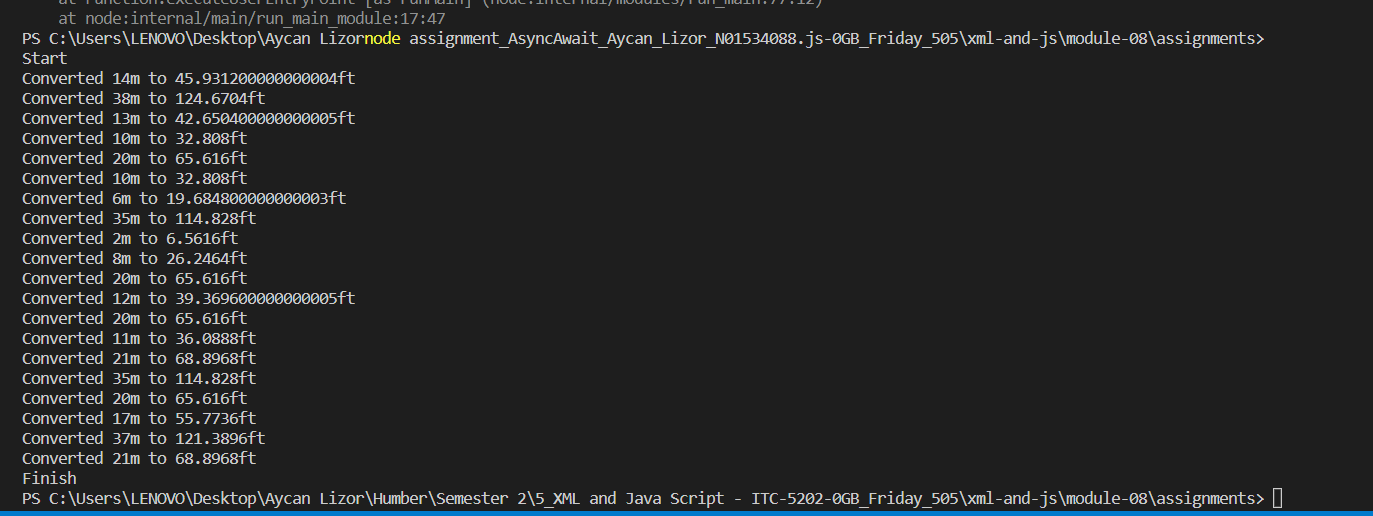 at Function.executeUserEntryPoint [as runMain] (node:internal/modules/run_main:77:12)
at node:internal/main/run_main_module:17:47
PS C:\Users\LENOVO\Desktop\Aycan Lizornode assignment_AsyncAwait_Aycan_Lizor_N01534088.js-0GB_Friday_505\xml-and-js\module-08\assignments>
Start
Converted 14m to 45.931200000000004ft
Converted 38m to 124.6704ft
Converted 13m to 42.650400000000005ft
Converted 10m to 32.808ft
Converted 20m to 65.616ft
Converted 10m to 32.808ft
Converted 6m to 19.684800000000003ft
Converted 35m to 114.828ft
Converted 2m to 6.5616ft
Converted 8m to 26.2464ft
Converted 20m to 65.616ft
Converted 12m to 39.369600000000005ft
Converted 20m to 65.616ft
Converted 11m to 36.0888ft
Converted 21m to 68.8968ft
Converted 35m to 114.828ft
Converted 20m to 65.616ft
Converted 17m to 55.7736ft
Converted 37m to 121.3896ft
Converted 21m to 68.8968ft
Finish
PS C:\Users\LENOVO\Desktop\Aycan Lizor\Humber\Semester 2\5_XML and Java Script - ITC-5202-0GB_Friday_505\xml-and-js\module-08\assignments>